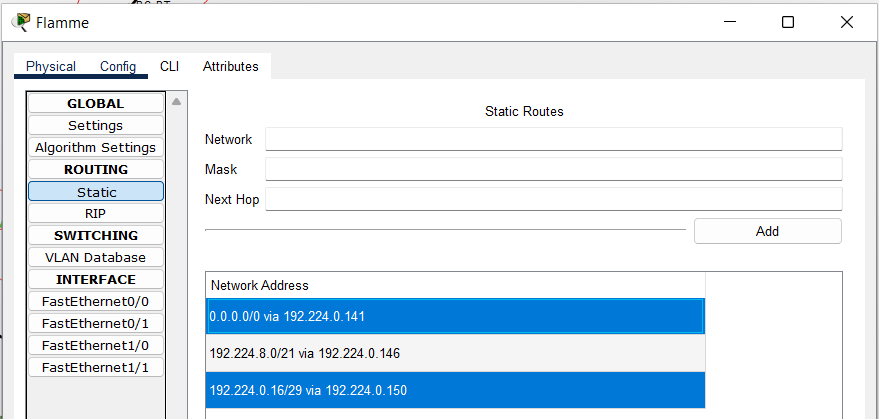 Flamme
Physical Config CLI Attributes
GLOBAL
Settings
Algorithm Settings
ROUTING
Static
RIP
SWITCHING
VLAN Database
INTERFACE
FastEthernet0/0
FastEthernet0/1
FastEthernet1/0
FastEthernet1/1
Static Routes
Network
Mask
Next Hop
Add
Network Address
0.0.0.0/0 via 192.224.0.141
192.224.8.0/21 via 192.224.0.146
192.224.0.16/29 via 192.224.0.150